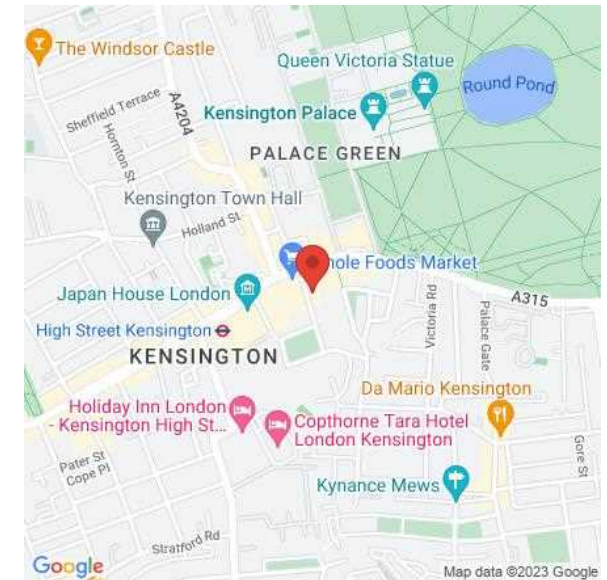 The Windsor Castle
Queen Victoria Statue
Round Pond
Sheffield Terrace
A4204
Kensington Palace
Hornton St
PALACE GREEN
Kensington Town Hall
Holland St
hole Foods Market
Japan House London
A315
Victoria Rd
Palace Gate
High Street Kensington
KENSINGTON
Da Mario Kensington
Holiday Inn London
- Kensington High St...
Copthorne Tara Hotel
London Kensington
Gore St
Pater St
Cope Pl
Kynance Mews
Stratford Rd
Google
Map data ©2023 Google